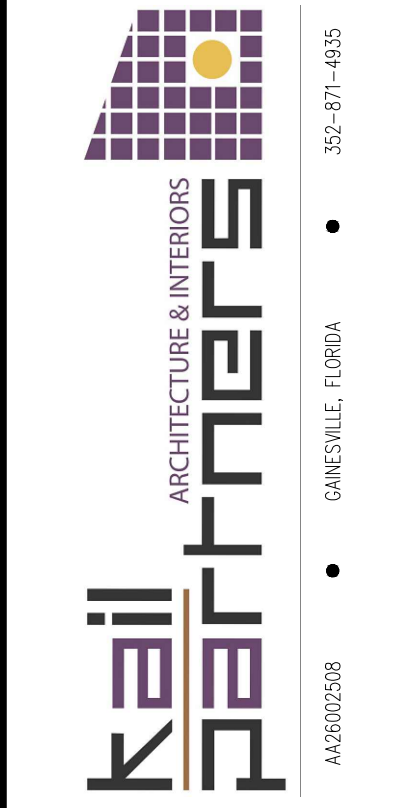 kail
ARCHITECTURE & INTERIORS
partners
AA26002508 ● GAINESVILLE, FLORIDA ● 352-871-4935